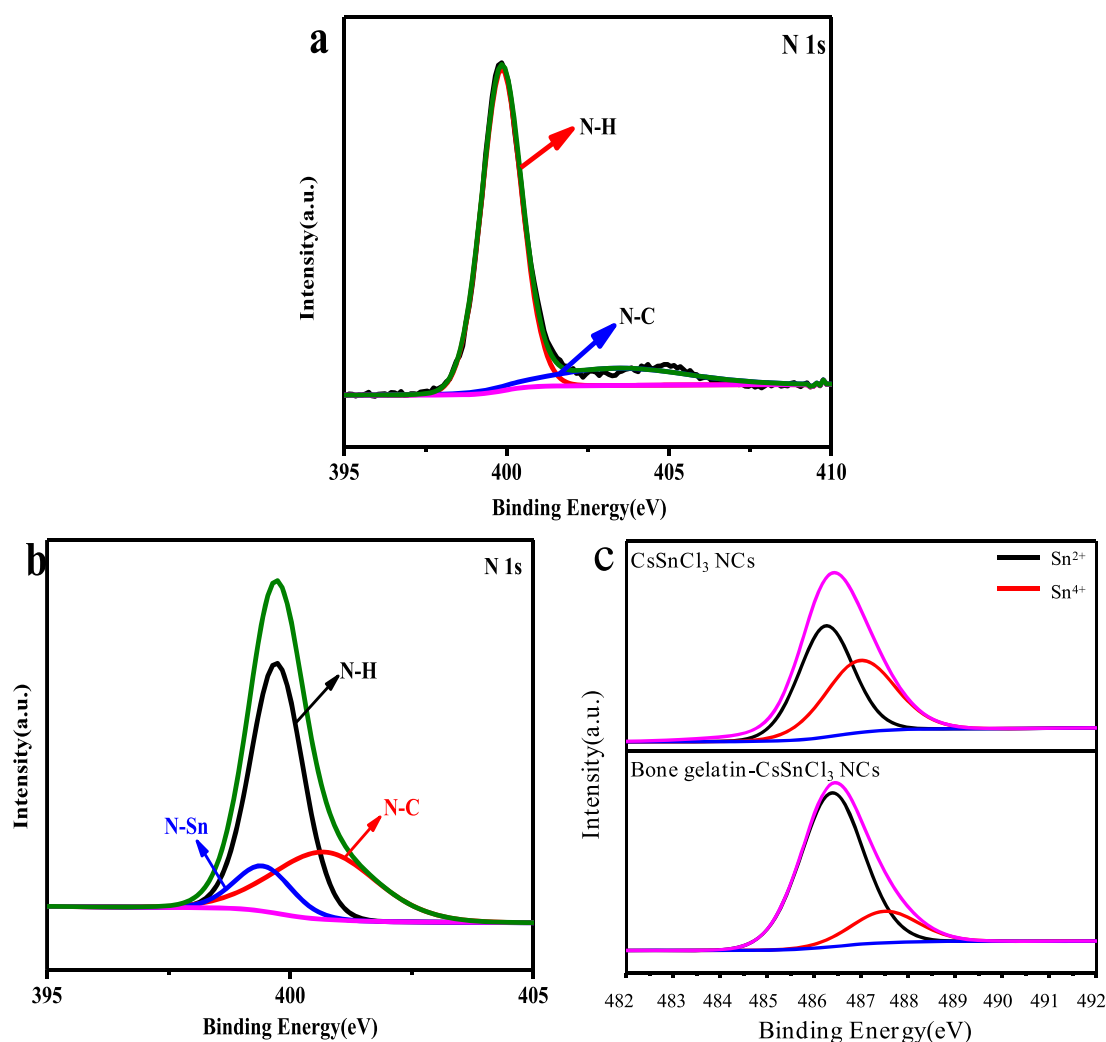 a
N 1s
N-H
N-C
Intensity(a.u.)
395 400 405 410
Binding Energy(eV)
b
N 1s
N-H
N-Sn
N-C
Intensity(a.u.)
395 400 405
Binding Energy(eV)
c
CsSnCl₃ NCs
Sn²⁺
Sn⁴⁺
Bone gelatin-CsSnCl₃ NCs
Intensity(a.u.)
482 483 484 485 486 487 488 489 490 491 492
Binding Energy(eV)